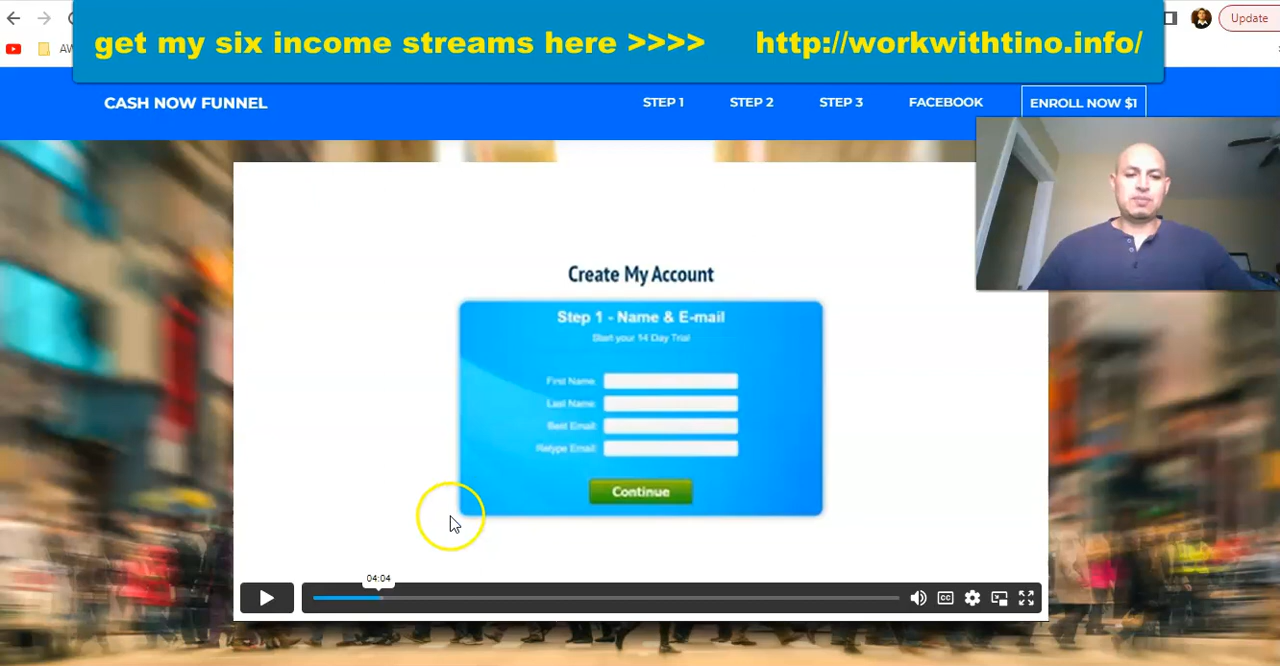 get my six income streams here >>>> http://workwithtino.info/
Update
CASH NOW FUNNEL
STEP 1
STEP 2
STEP 3
FACEBOOK
ENROLL NOW $1
Create My Account
Step 1 - Name & E-mail
Start your 14 Day Trial
First Name:
Last Name:
Best Email:
Retype Email:
Continue
04:04
CC